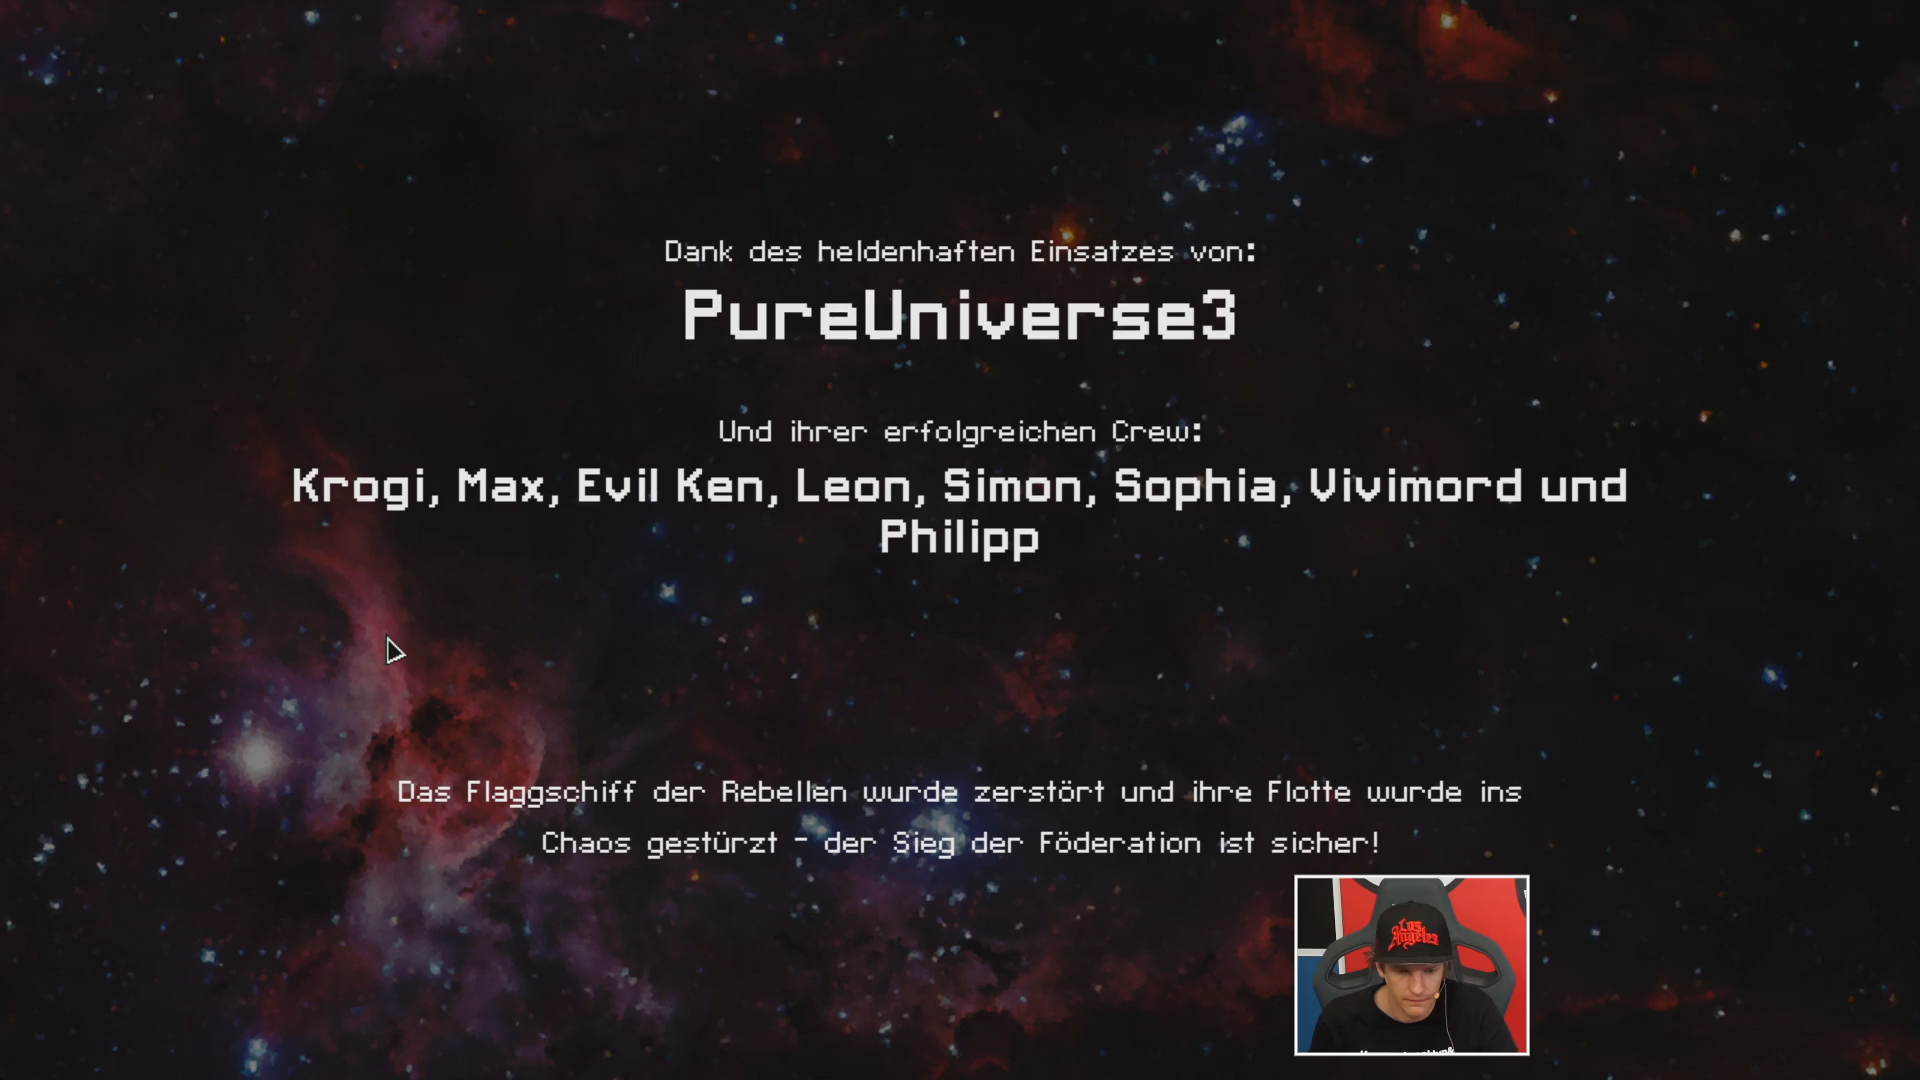 Dank des heldenhaften Einsatzes von:
PureUniverse3
Und ihrer erfolgreichen Crew:
Krogi, Max, Evil Ken, Leon, Simon, Sophia, Vivimord und
Philipp
Das Flaggschiff der Rebellen wurde zerstört und ihre Flotte wurde ins
Chaos gestürzt - der Sieg der Föderation ist sicher!
Los
Angeles